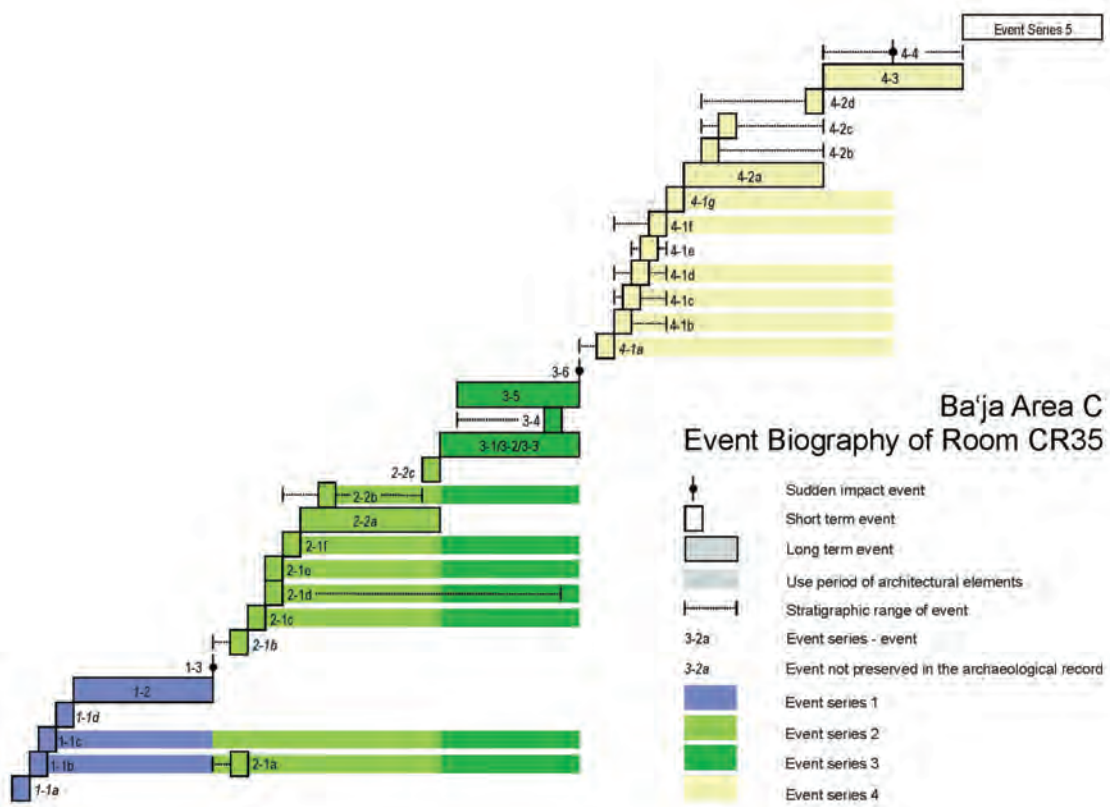 Event Series 5
4-4
4-3
4-2d
4-2c
4-2b
4-2a
4-1g
4-1f
4-1e
4-1d
4-1c
4-1b
4-1a
3-6
3-5
3-4
3-1/3-2/3-3
2-2c
2-2b
2-2a
2-1f
2-1e
2-1d
2-1c
2-1b
1-3
1-2
1-1d
1-1c
1-1b
2-1a
1-1a
Ba'ja Area C
Event Biography of Room CR35
Sudden impact event
Short term event
Long term event
Use period of architectural elements
Stratigraphic range of event
3-2a Event series - event
3-2a Event not preserved in the archaeological record
Event series 1
Event series 2
Event series 3
Event series 4